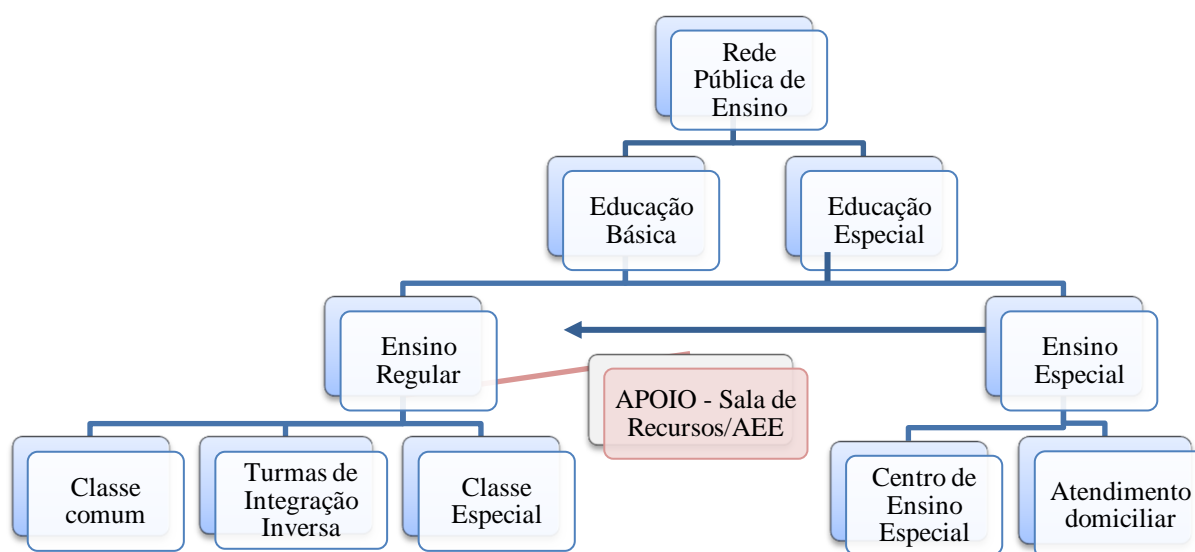 Rede
Pública de
Ensino
Educação
Básica
Educação
Especial
Ensino
Regular
Ensino
Especial
APOIO - Sala de
Recursos/AEE
Classe
comum
Turmas de
Integração
Inversa
Classe
Especial
Centro de
Ensino
Especial
Atendimento
domiciliar